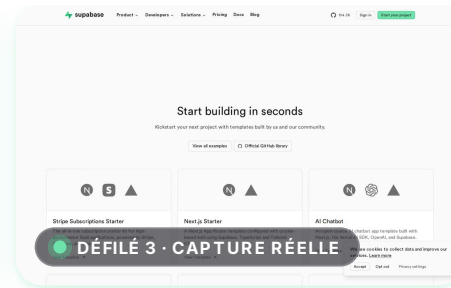 supabase Product Developers Solutions Pricing Docs Blog Sign in Start your project
Start building in seconds
Kickstart your next project with templates built by us and our community.
View all examples Official GitHub library
Stripe Subscriptions Starter Next.js Starter AI Chatbot
DÉFILÉ 3 · CAPTURE RÉELLE
We use cookies to collect data and improve our
services. Learn more
Accept Opt out Privacy settings